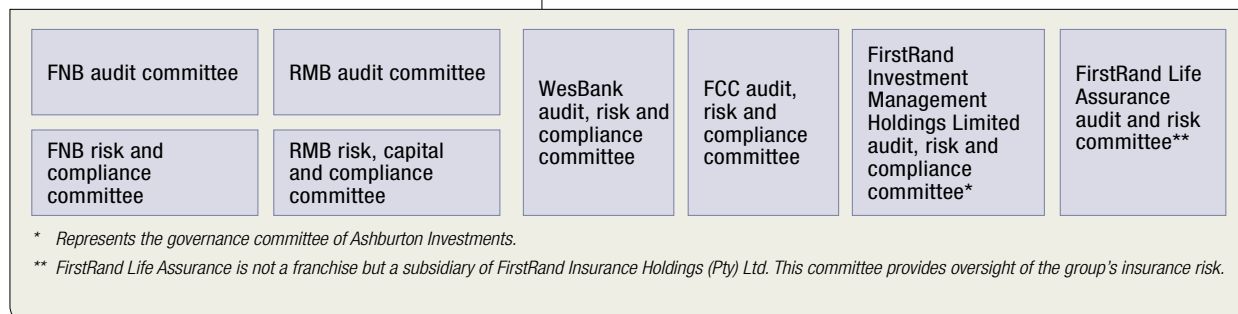 FNB audit committee
RMB audit committee
FNB risk and
compliance
committee
RMB risk, capital
and compliance
committee
WesBank
audit, risk and
compliance
committee
FCC audit,
risk and
compliance
committee
FirstRand
Investment
Management
Holdings Limited
audit, risk and
compliance
committee*
FirstRand Life
Assurance
audit and risk
committee**
* Represents the governance committee of Ashburton Investments.
** FirstRand Life Assurance is not a franchise but a subsidiary of FirstRand Insurance Holdings (Pty) Ltd. This committee provides oversight of the group's insurance risk.